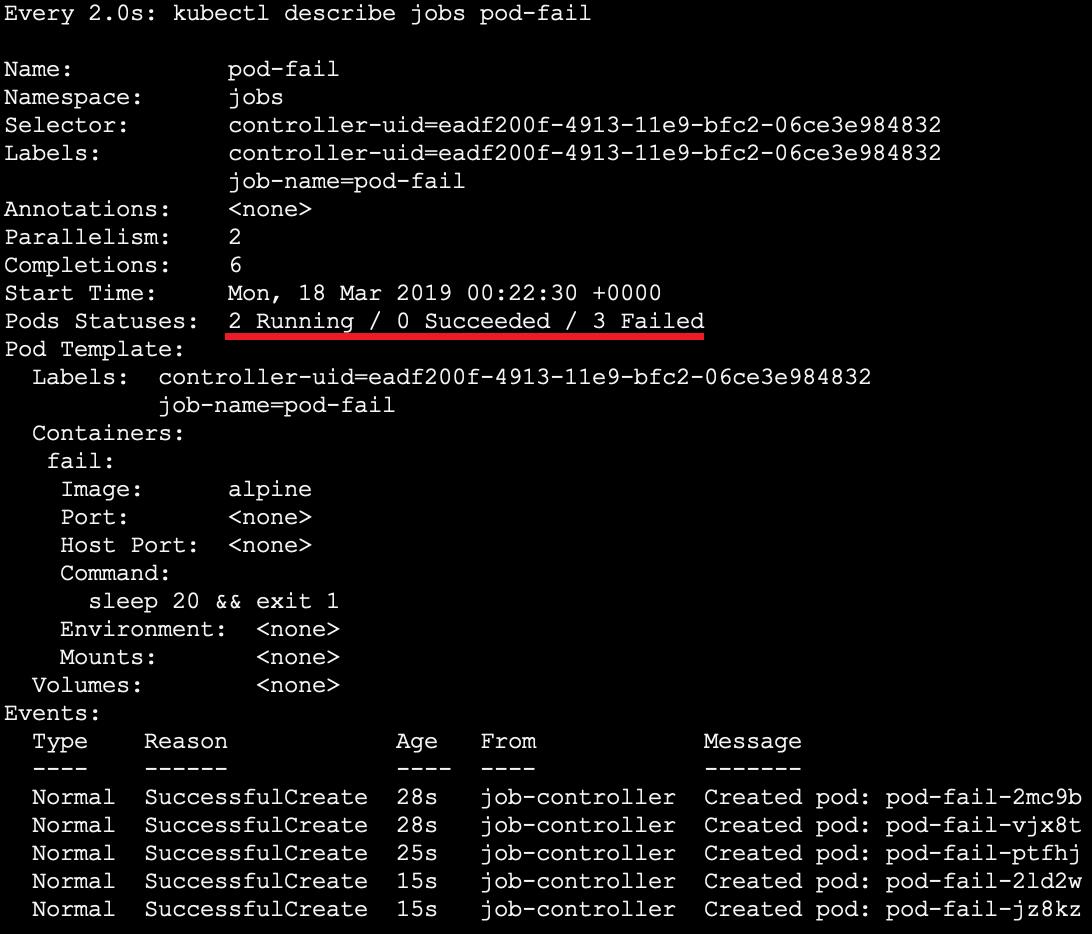 Every 2.0s: kubectl describe jobs pod-fail
Name: pod-fail
Namespace: jobs
Selector: controller-uid=eadf200f-4913-11e9-bfc2-06ce3e984832
Labels: controller-uid=eadf200f-4913-11e9-bfc2-06ce3e984832
job-name=pod-fail
Annotations: <none>
Parallelism: 2
Completions: 6
Start Time: Mon, 18 Mar 2019 00:22:30 +0000
Pods Statuses: 2 Running / 0 Succeeded / 3 Failed
Pod Template:
Labels: controller-uid=eadf200f-4913-11e9-bfc2-06ce3e984832
job-name=pod-fail
Containers:
fail:
Image: alpine
Port: <none>
Host Port: <none>
Command:
sleep 20 && exit 1
Environment: <none>
Mounts: <none>
Volumes: <none>
Events:
Type Reason Age From Message
---- ------ ---- ---- -------
Normal SuccessfulCreate 28s job-controller Created pod: pod-fail-2mc9b
Normal SuccessfulCreate 28s job-controller Created pod: pod-fail-vjx8t
Normal SuccessfulCreate 25s job-controller Created pod: pod-fail-ptfhj
Normal SuccessfulCreate 15s job-controller Created pod: pod-fail-2ld2w
Normal SuccessfulCreate 15s job-controller Created pod: pod-fail-jz8kz